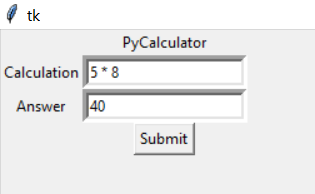 tk
PyCalculator
Calculation 5 * 8
Answer 40
Submit